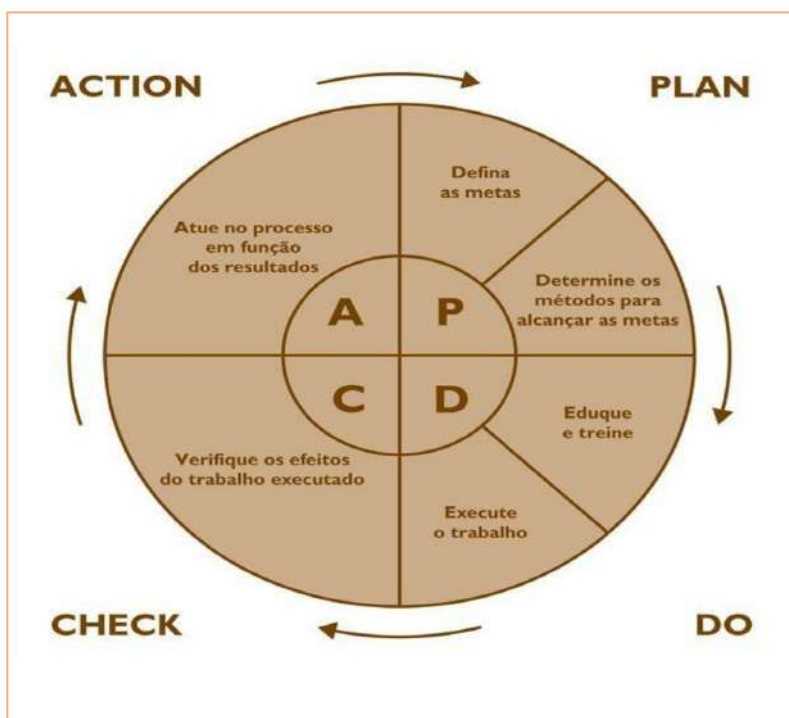 ACTION
PLAN
Defina
as metas
Atue no processo
em função
dos resultados
Determine os
métodos para
alcançar as metas
A
P
C
D
Eduque
e treine
Verifique os efeitos
do trabalho executado
Execute
o trabalho
CHECK
DO